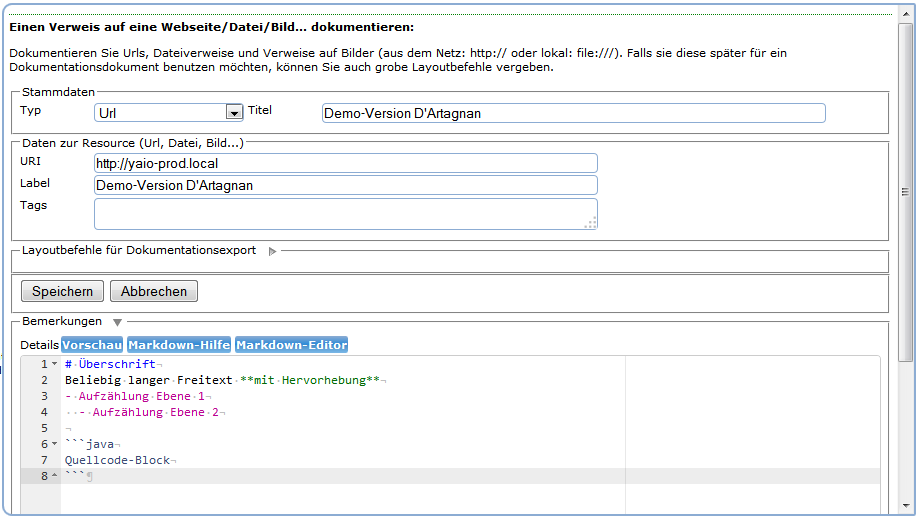 Einen Verweis auf eine Webseite/Datei/Bild... dokumentieren:
Dokumentieren Sie Urls, Dateiverweise und Verweise auf Bilder (aus dem Netz: http:// oder lokal: file:///). Falls sie diese später für ein
Dokumentationsdokument benutzen möchten, können Sie auch grobe Layoutbefehle vergeben.
Stammdaten
Typ Url Titel Demo-Version D'Artagnan
Daten zur Resource (Url, Datei, Bild...)
URI http://yaio-prod.local
Label Demo-Version D'Artagnan
Tags
Layoutbefehle für Dokumentationsexport
Speichern Abbrechen
Bemerkungen
Details Vorschau Markdown-Hilfe Markdown-Editor
1 # Überschrift¬
2 Beliebig·langer·Freitext·**mit·Hervorhebung**¬
3 -·Aufzählung·Ebene·1¬
4 ··-·Aufzählung·Ebene·2¬
5 ¬
6 ```java¬
7 Quellcode-Block¬
8 ```¶